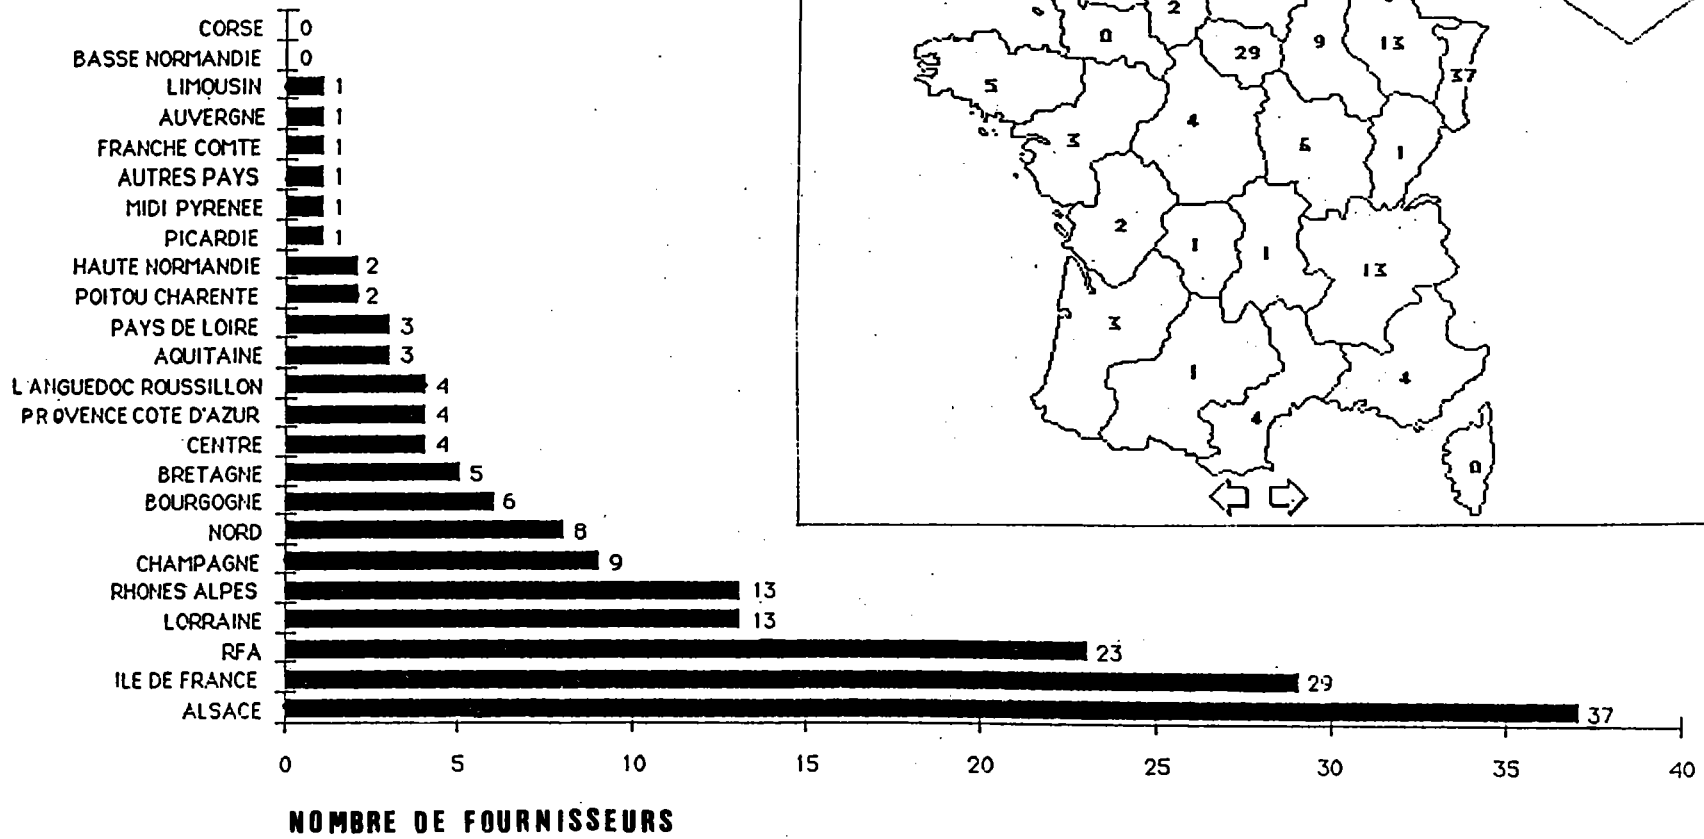 CORSE 0
BASSE NORMANDIE 0
LIMOUSIN 1
AUVERGNE 1
FRANCHE COMTE 1
AUTRES PAYS 1
MIDI PYRENEE 1
PICARDIE 1
HAUTE NORMANDIE 2
POITOU CHARENTE 2
PAYS DE LOIRE 3
AQUITAINE 3
LANGUEDOC ROUSSILLON 4
PROVENCE COTE D'AZUR 4
CENTRE 4
BRETAGNE 5
BOURGOGNE 6
NORD 8
CHAMPAGNE 9
RHONES ALPES 13
LORRAINE 13
RFA 23
ILE DE FRANCE 29
ALSACE 37
0 5 10 15 20 25 30 35 40
NOMBRE DE FOURNISSEURS
2
0 29 9 13
5 37
3 4 6 1
2 1 1 13
3
1 4
4
0